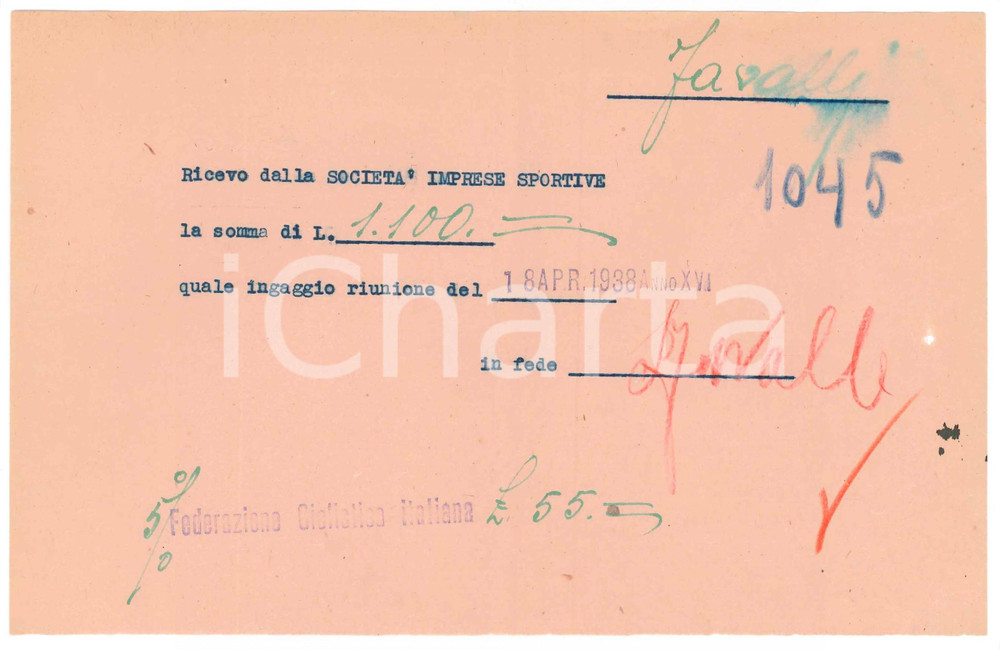 Favalli
1045
Ricevo dalla SOCIETA' IMPRESE SPORTIVE
la somma di L. 1.100.—
quale ingaggio riunione del 18 APR. 1938 ANNO XVI
iCharta
in fede
5% Federazione Ciclistica Italiana £ 55.—